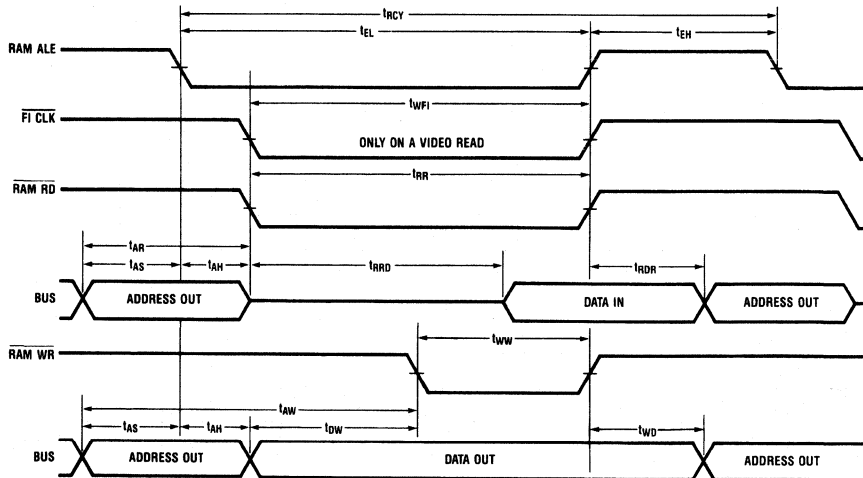 tRCY
tEL tEH
RAM ALE
tWFI
FI CLK
ONLY ON A VIDEO READ
tRR
RAM RD
tAR
tAS tAH tRRD tRDR
BUS ADDRESS OUT DATA IN ADDRESS OUT
tWW
RAM WR
tAW
tAS tAH tDW tWD
BUS ADDRESS OUT DATA OUT ADDRESS OUT